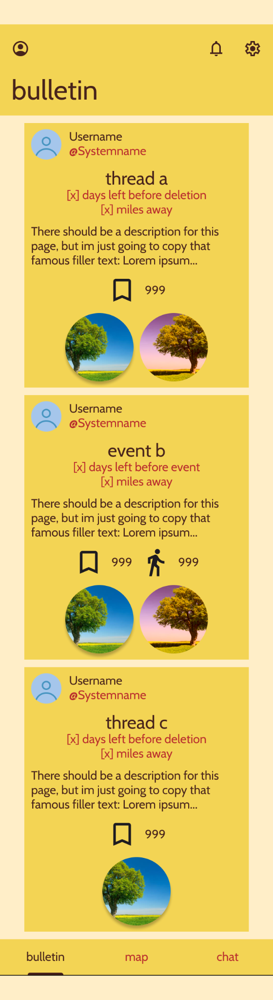 bulletin
Username
@Systemname
thread a
[x] days left before deletion
[x] miles away
There should be a description for this
page, but im just going to copy that
famous filler text: Lorem ipsum...
999
Username
@Systemname
event b
[x] days left before event
[x] miles away
There should be a description for this
page, but im just going to copy that
famous filler text: Lorem ipsum...
999 999
Username
@Systemname
thread c
[x] days left before deletion
[x] miles away
There should be a description for this
page, but im just going to copy that
famous filler text: Lorem ipsum...
999
bulletin map chat